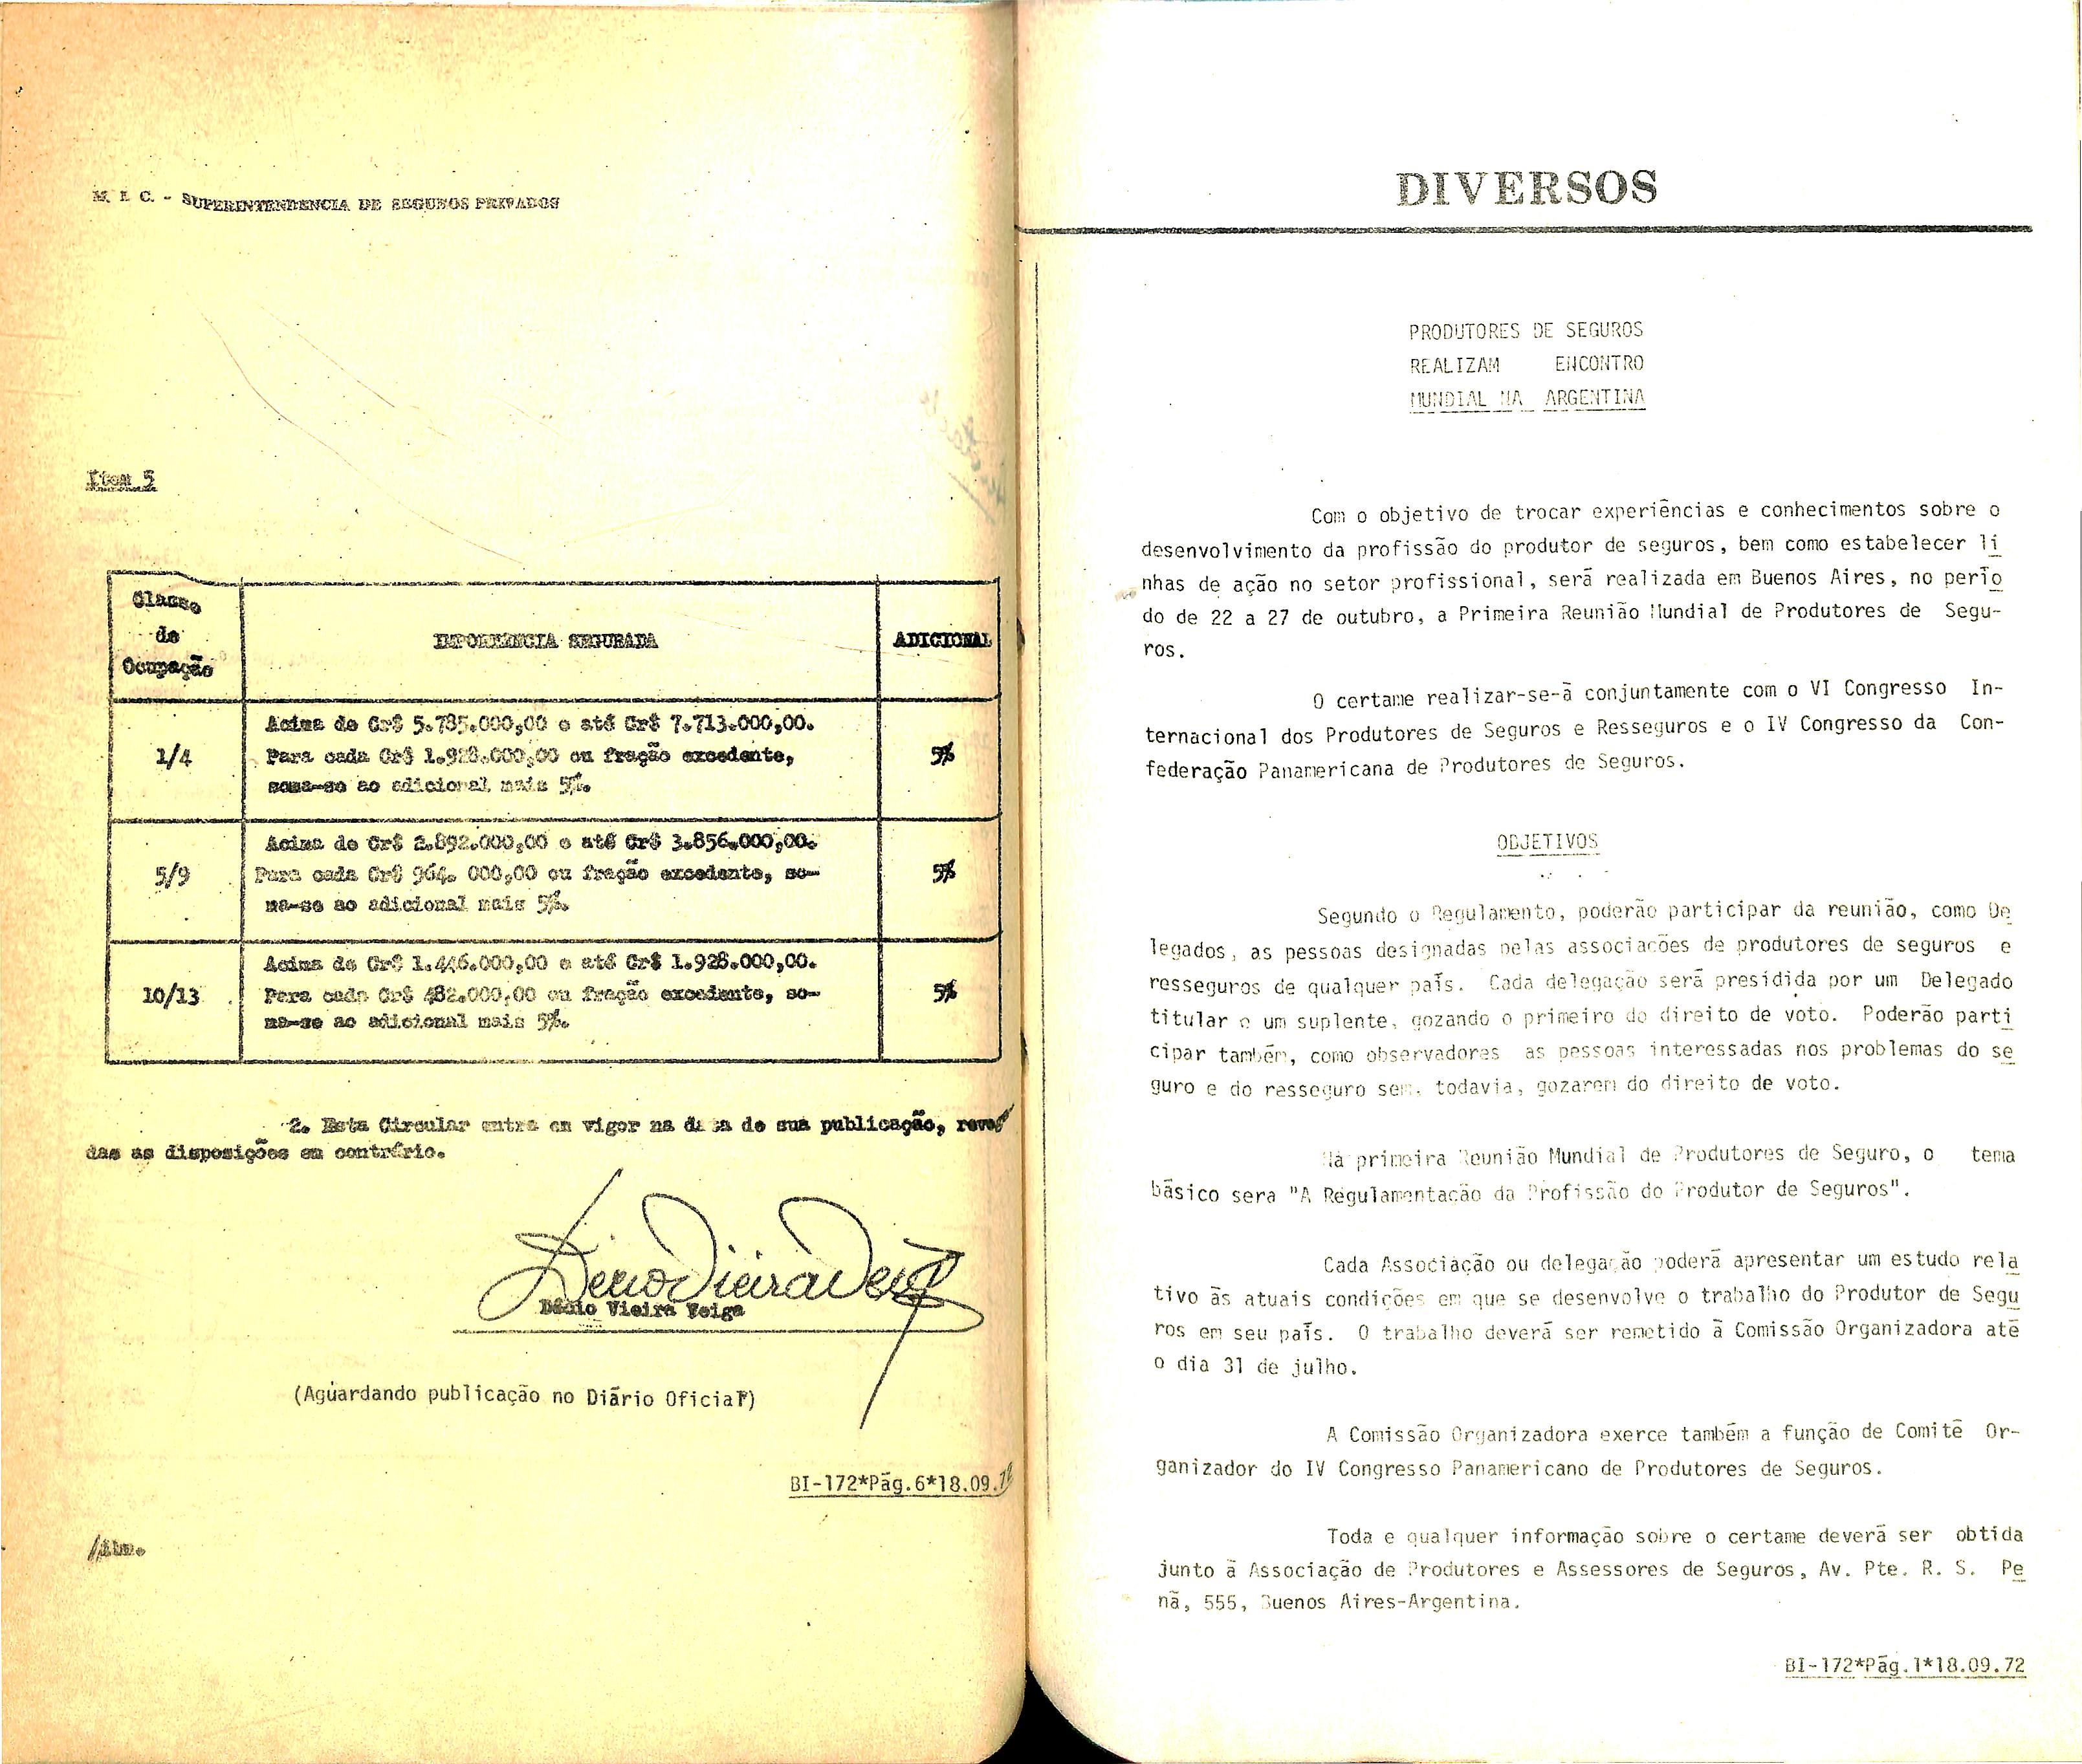 M. I. C. - SUPERINTENDENCIA DE SEGUROS PRIVADOS
Item 5
Classe
de
Ocupação
IMPORTÂNCIA SEGURADA
ADICIONAL
1/4
Acima de Cr$ 5.785.000,00 e até Cr$ 7.713.000,00.
Para cada Cr$ 1.928.000,00 ou fração excedente,
soma-se ao adicional mais 5%.
5%
5/9
Acima de Cr$ 2.892.000,00 e até Cr$ 3.856.000,00.
Para cada Cr$ 964. 000,00 ou fração excedente, so-
ma-se ao adicional mais 5%.
5%
10/13
Acima de Cr$ 1.446.000,00 e até Cr$ 1.928.000,00.
Para cada Cr$ 482.000,00 ou fração excedente, so-
ma-se ao adicional mais 5%.
5%
2. Esta Circular entra em vigor na data de sua publicação,
das as disposições em contrário.
Décio Vieira Veiga
Décio Vieira Veiga
(Aguardando publicação no Diário Oficial)
BI-172*Pãg.6*18.09.
DIVERSOS
PRODUTORES DE SEGUROS
REALIZAM ENCONTRO
MUNDIAL NA ARGENTINA
Com o objetivo de trocar experiências e conhecimentos sobre o
desenvolvimento da profissão do produtor de seguros, bem como estabelecer li
nhas de ação no setor profissional, serã realizada em Buenos Aires, no perío
do de 22 a 27 de outubro, a Primeira Reunião Mundial de Produtores de Segu-
ros.
O certame realizar-se-ã conjuntamente com o VI Congresso In-
ternacional dos Produtores de Seguros e Resseguros e o IV Congresso da Con-
federação Panamericana de Produtores de Seguros.
OBJETIVOS
Segundo o Regulamento, poderão participar da reunião, como De
legados, as pessoas designadas pelas associações de produtores de seguros e
resseguros de qualquer país. Cada delegação serã presidida por um Delegado
titular e um suplente, gozando o primeiro do direito de voto. Poderão parti
cipar também, como observadores as pessoas interessadas nos problemas do se
guro e do resseguro sem, todavia, gozarem do direito de voto.
Na primeira Reunião Mundial de Produtores de Seguro, o tema
bãsico sera "A Regulamentação da Profissão do Produtor de Seguros".
Cada Associação ou delegação poderã apresentar um estudo rela
tivo ãs atuais condições em que se desenvolve o trabalho do Produtor de Segu
ros em seu país. O trabalho deverã ser remetido ã Comissão Organizadora atē
o dia 31 de julho.
A Comissão Organizadora exerce também a função de Comitē Or-
ganizador do IV Congresso Panamericano de Produtores de Seguros.
Toda e qualquer informação sobre o certame deverã ser obtida
junto ã Associação de Produtores e Assessores de Seguros, Av. Pte. R. S. Pe
nã, 555, Buenos Aires-Argentina.
BI-172*Pãg.1*18.09.72